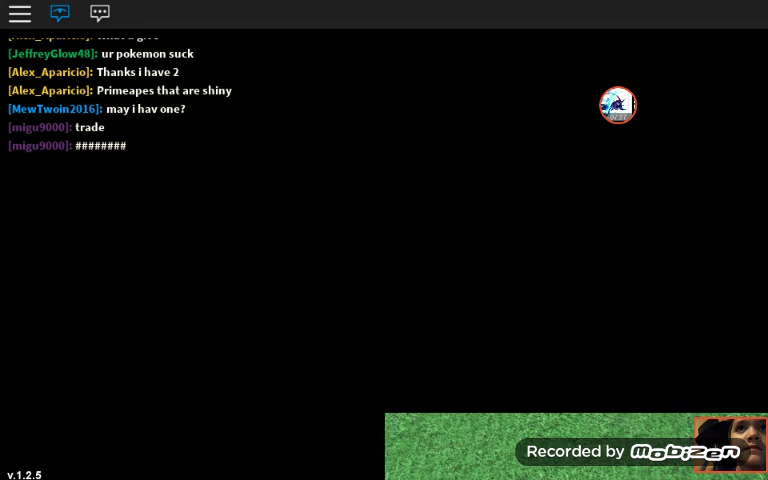 [JeffreyGlow48]: ur pokemon suck
[Alex_Aparicio]: Thanks i have 2
[Alex_Aparicio]: Primeapes that are shiny
[MewTwoin2016]: may i hav one?
[migu9000]: trade
[migu9000]: ########
Recorded by Mobizen
v.1.2.5